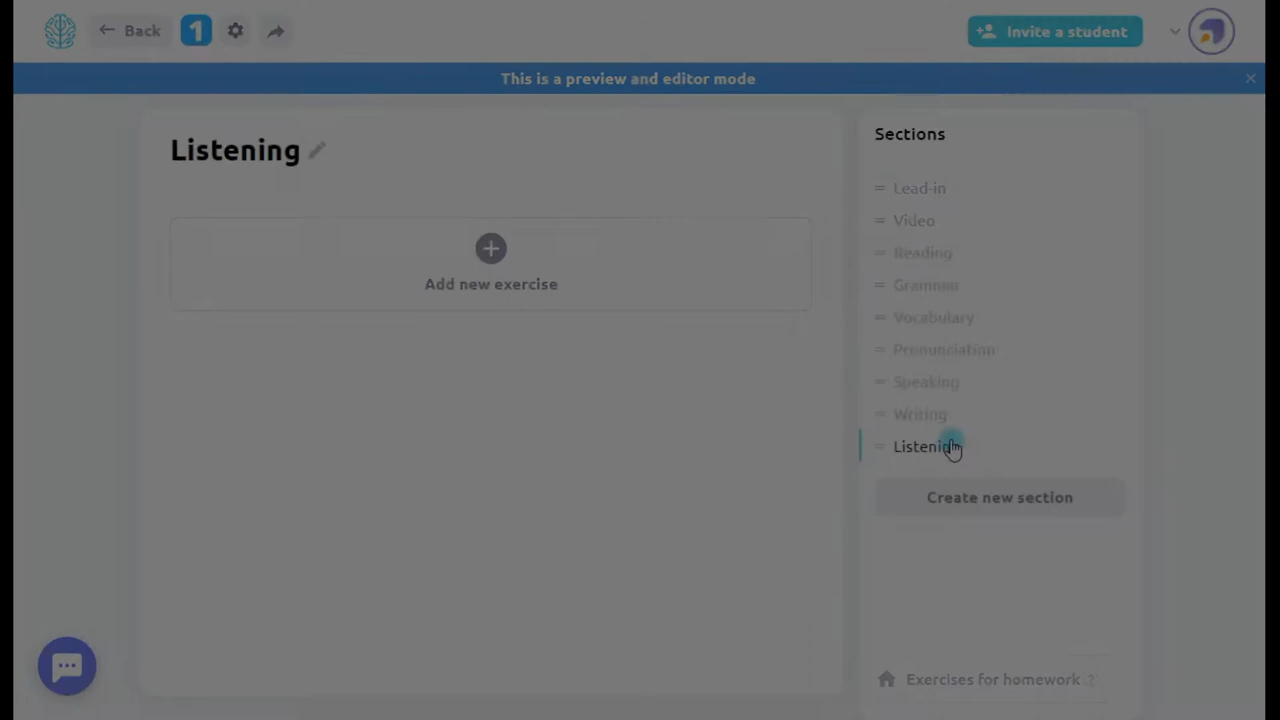 Back
1
Invite a student
This is a preview and editor mode
Listening
Add new exercise
Sections
Lead-in
Video
Reading
Grammar
Vocabulary
Pronunciation
Speaking
Writing
Listening
Create new section
Exercises for homework ?